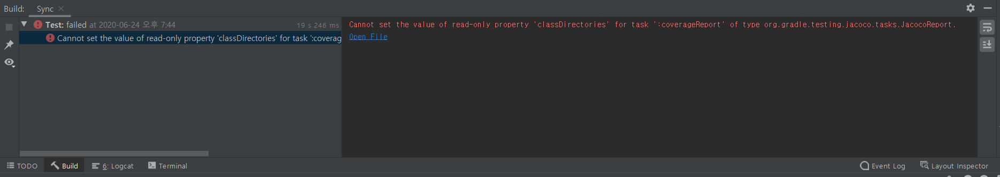 Build: Sync
Test: failed at 2020-06-24 오후 7:44 19 s 246 ms
Cannot set the value of read-only property 'classDirectories' for task ':coverag
Cannot set the value of read-only property 'classDirectories' for task ':coverageReport' of type org.gradle.testing.jacoco.tasks.JacocoReport.
Open File
TODO Build 6: Logcat Terminal Event Log Layout Inspector